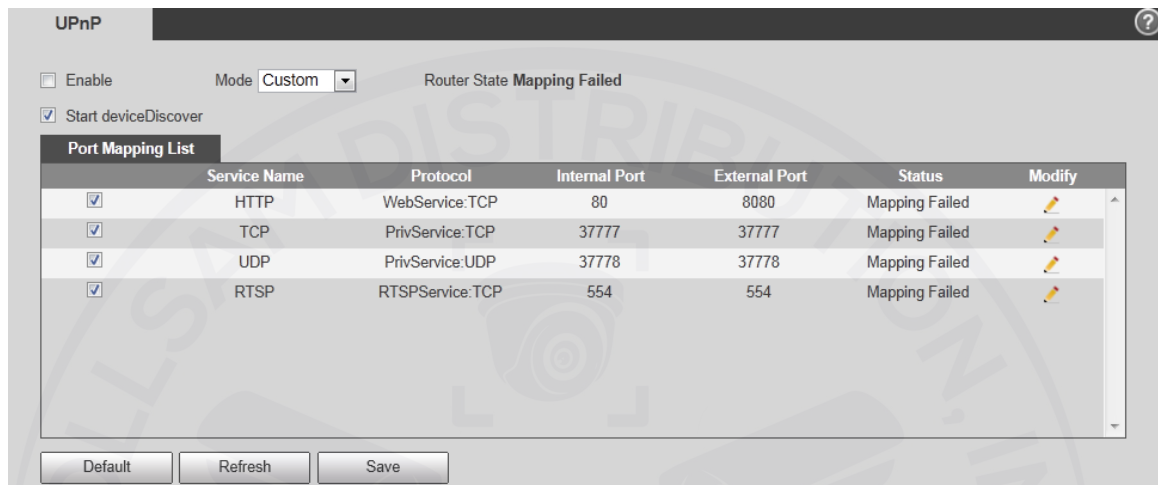 UPnP
?
Enable Mode Custom Router State Mapping Failed
Start deviceDiscover
Port Mapping List
Service Name Protocol Internal Port External Port Status Modify
HTTP WebService:TCP 80 8080 Mapping Failed
TCP PrivService:TCP 37777 37777 Mapping Failed
UDP PrivService:UDP 37778 37778 Mapping Failed
RTSP RTSPService:TCP 554 554 Mapping Failed
Default Refresh Save
DISTRIBUTION,